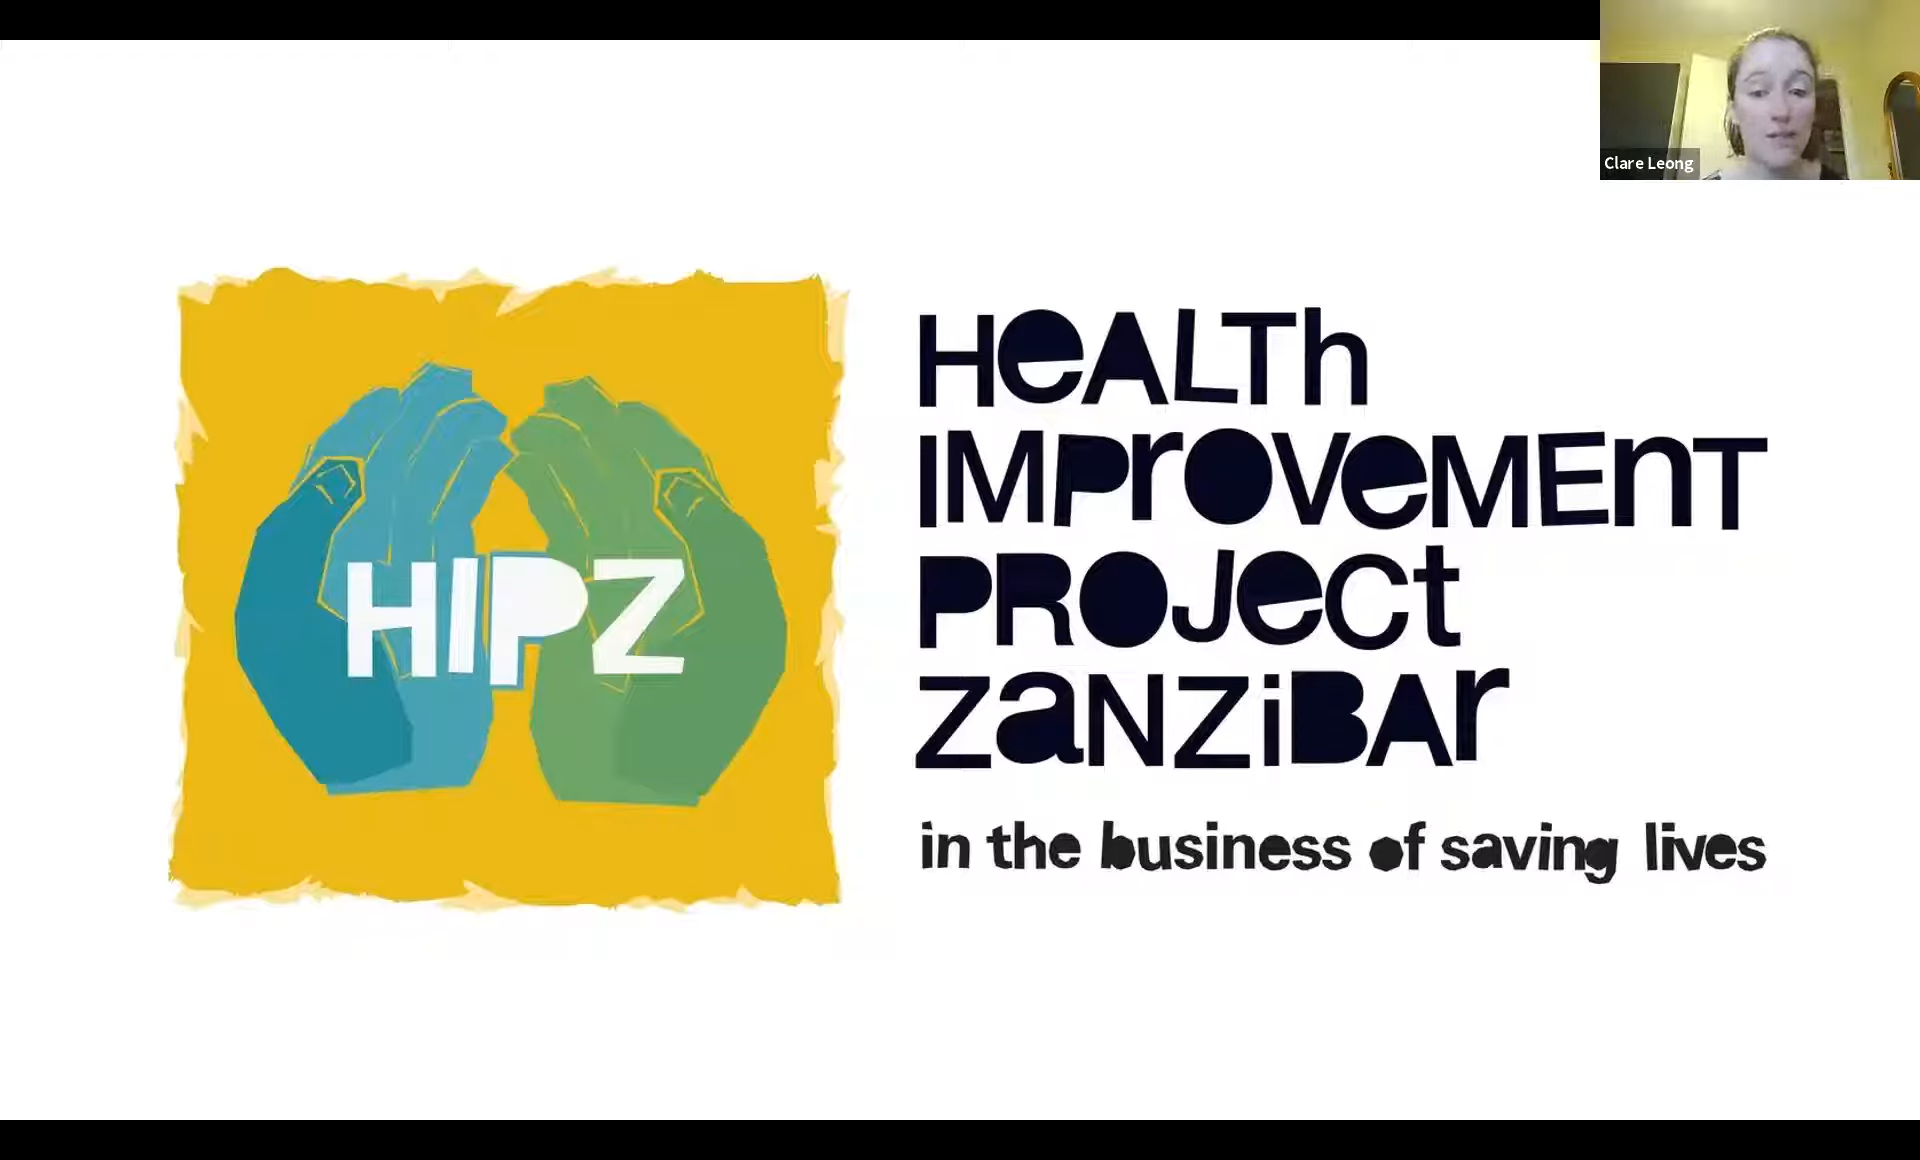 Clare Leong
HIPZ
HeALTh
IMProveMEnT
PROJeCt
ZaNZiBAr
in the business of saving lives